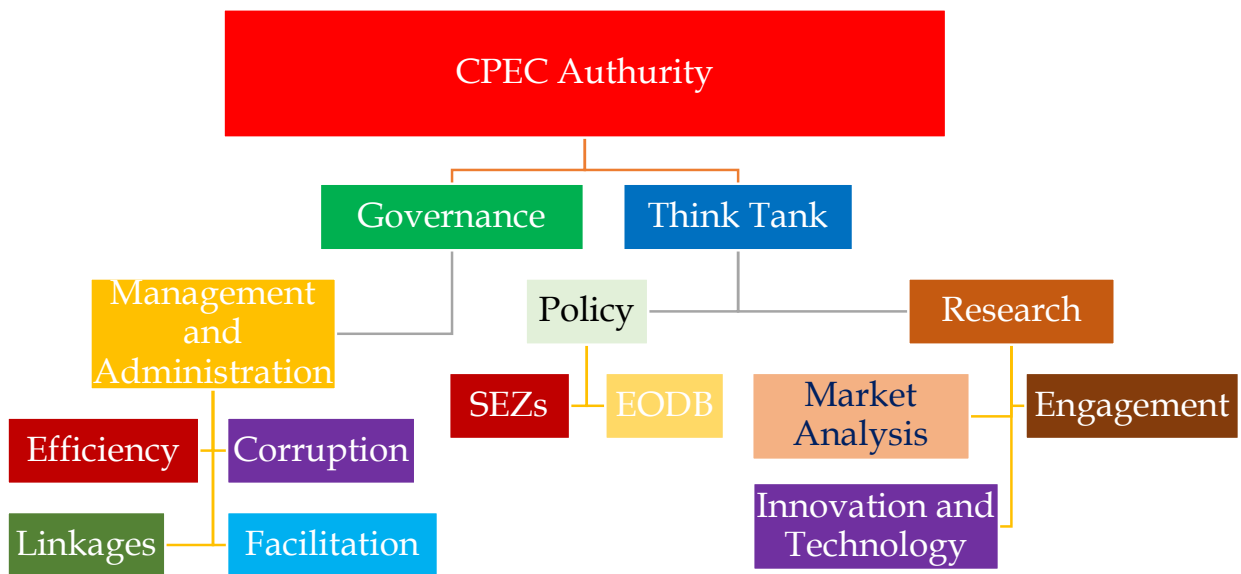 CPEC Authurity
Governance
Think Tank
Management
and
Administration
Policy
Research
SEZs
EODB
Market
Analysis
Engagement
Efficiency
Corruption
Innovation and
Technology
Linkages
Facilitation